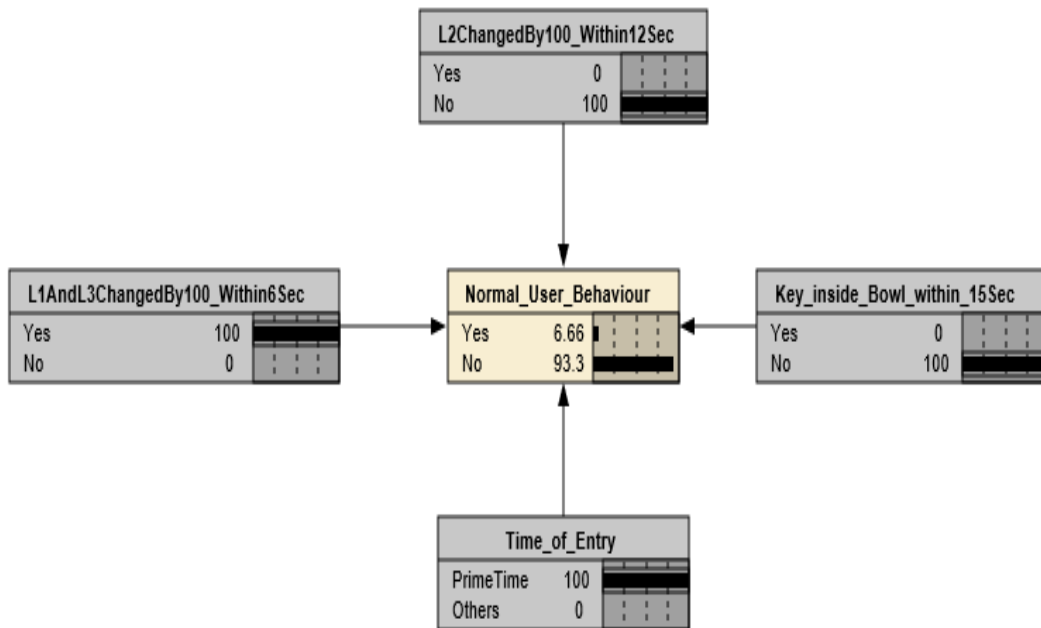 L2ChangedBy100_Within12Sec
Yes 0
No 100
L1AndL3ChangedBy100_Within6Sec
Yes 100
No 0
Normal_User_Behaviour
Yes 6.66
No 93.3
Key_inside_Bowl_within_15Sec
Yes 0
No 100
Time_of_Entry
PrimeTime 100
Others 0